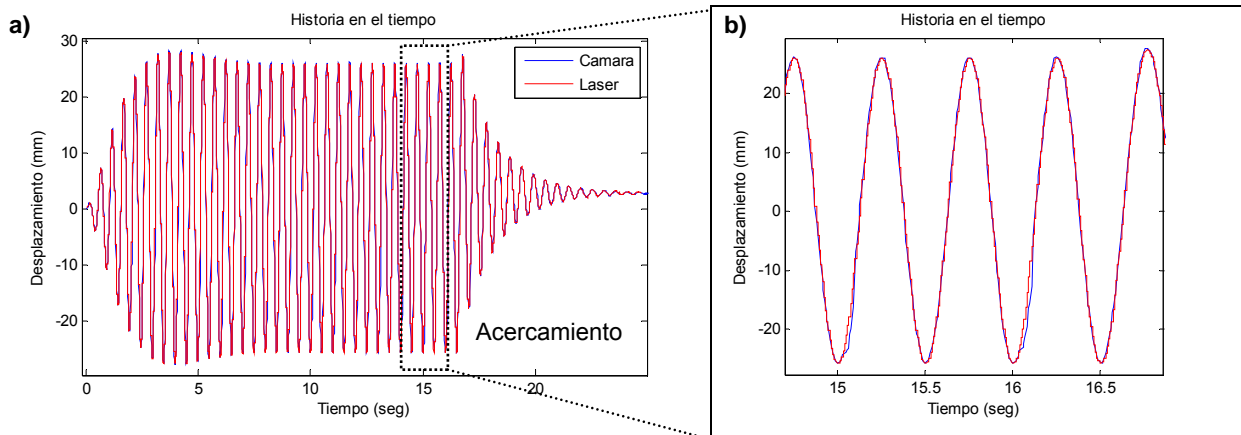 a)
Historia en el tiempo
30
20
10
0
-10
-20
Desplazamiento (mm)
Camara
Laser
Acercamiento
0
5
10
15
20
Tiempo (seg)
b)
Historia en el tiempo
20
10
0
-10
-20
Desplazamiento (mm)
15
15.5
16
16.5
Tiempo (seg)